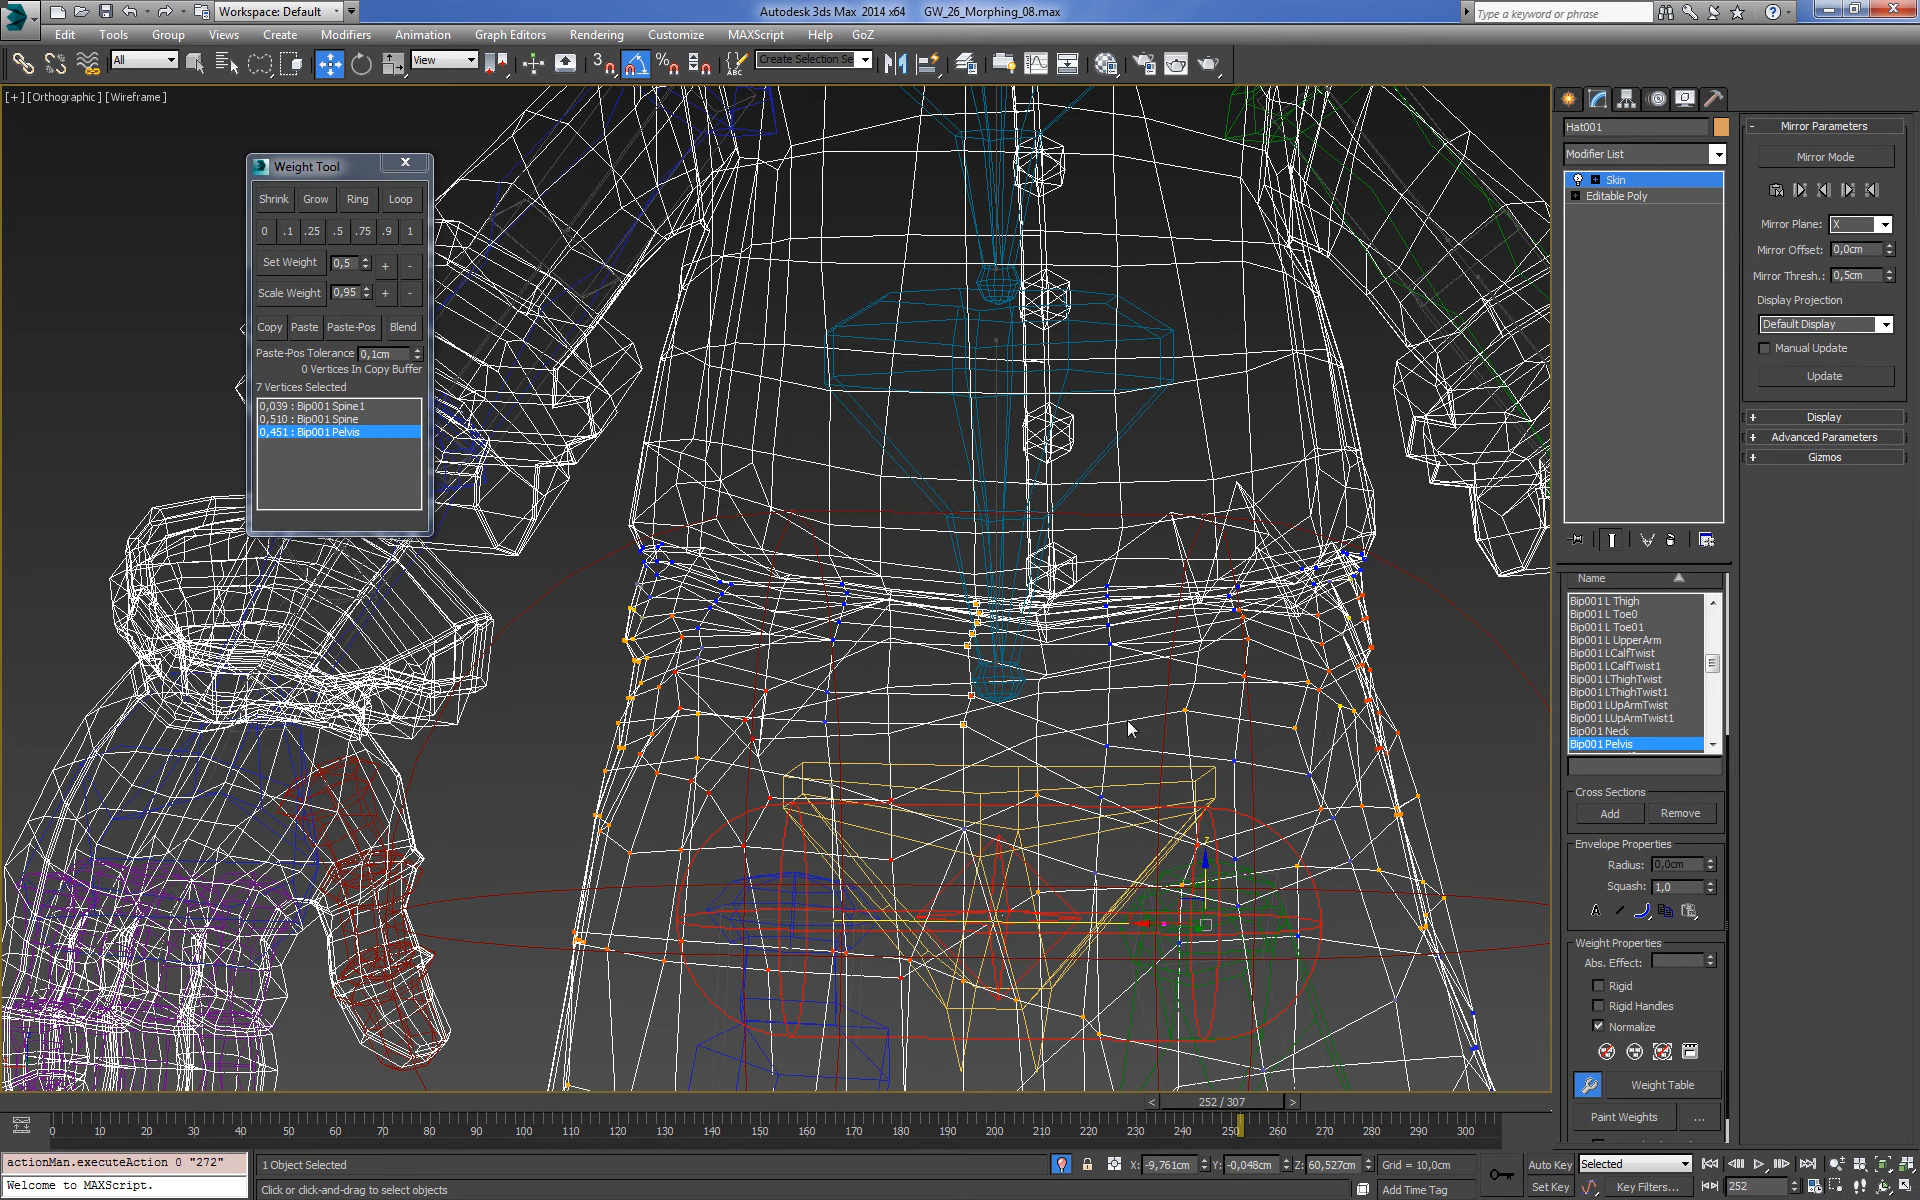 Workspace: Default
Autodesk 3ds Max 2014 x64 GW_26_Morphing_08.max
Type a keyword or phrase
Edit Tools Group Views Create Modifiers Animation Graph Editors Rendering Customize MAXScript Help GoZ
All
View
3
ABC
Create Selection Se
[+] [Orthographic] [Wireframe]
Weight Tool
Shrink Grow Ring Loop
0 .1 .25 .5 .75 .9 1
Set Weight 0,5 + -
Scale Weight 0,95 + -
Copy Paste Paste-Pos Blend
Paste-Pos Tolerance 0,1cm
0 Vertices In Copy Buffer
7 Vertices Selected
0,039 : Bip001 Spine1
0,510 : Bip001 Spine
0,451 : Bip001 Pelvis
Hat001
Modifier List
Skin
Editable Poly
Name
Bip001 L Thigh
Bip001 L Toe0
Bip001 L Toe01
Bip001 L UpperArm
Bip001 LCalfTwist
Bip001 LCalfTwist1
Bip001 LThighTwist
Bip001 LThighTwist1
Bip001 LUpArmTwist
Bip001 LUpArmTwist1
Bip001 Neck
Bip001 Pelvis
Cross Sections
Add Remove
Envelope Properties
Radius: 0,0cm
Squash: 1,0
A
Weight Properties
Abs. Effect:
Rigid
Rigid Handles
Normalize
Weight Table
Paint Weights ...
- Mirror Parameters
Mirror Mode
Mirror Plane: X
Mirror Offset: 0,0cm
Mirror Thresh.: 0,5cm
Display Projection
Default Display
Manual Update
Update
+ Display
+ Advanced Parameters
+ Gizmos
< 252 / 307 >
0 10 20 30 40 50 60 70 80 90 100 110 120 130 140 150 160 170 180 190 200 210 220 230 240 250 260 270 280 290 300
actionMan.executeAction 0 "272"
Welcome to MAXScript.
1 Object Selected
Click or click-and-drag to select objects
X: -9,761cm Y: -0,048cm Z: 60,527cm Grid = 10,0cm
Add Time Tag
Auto Key Selected
Set Key Key Filters... 252